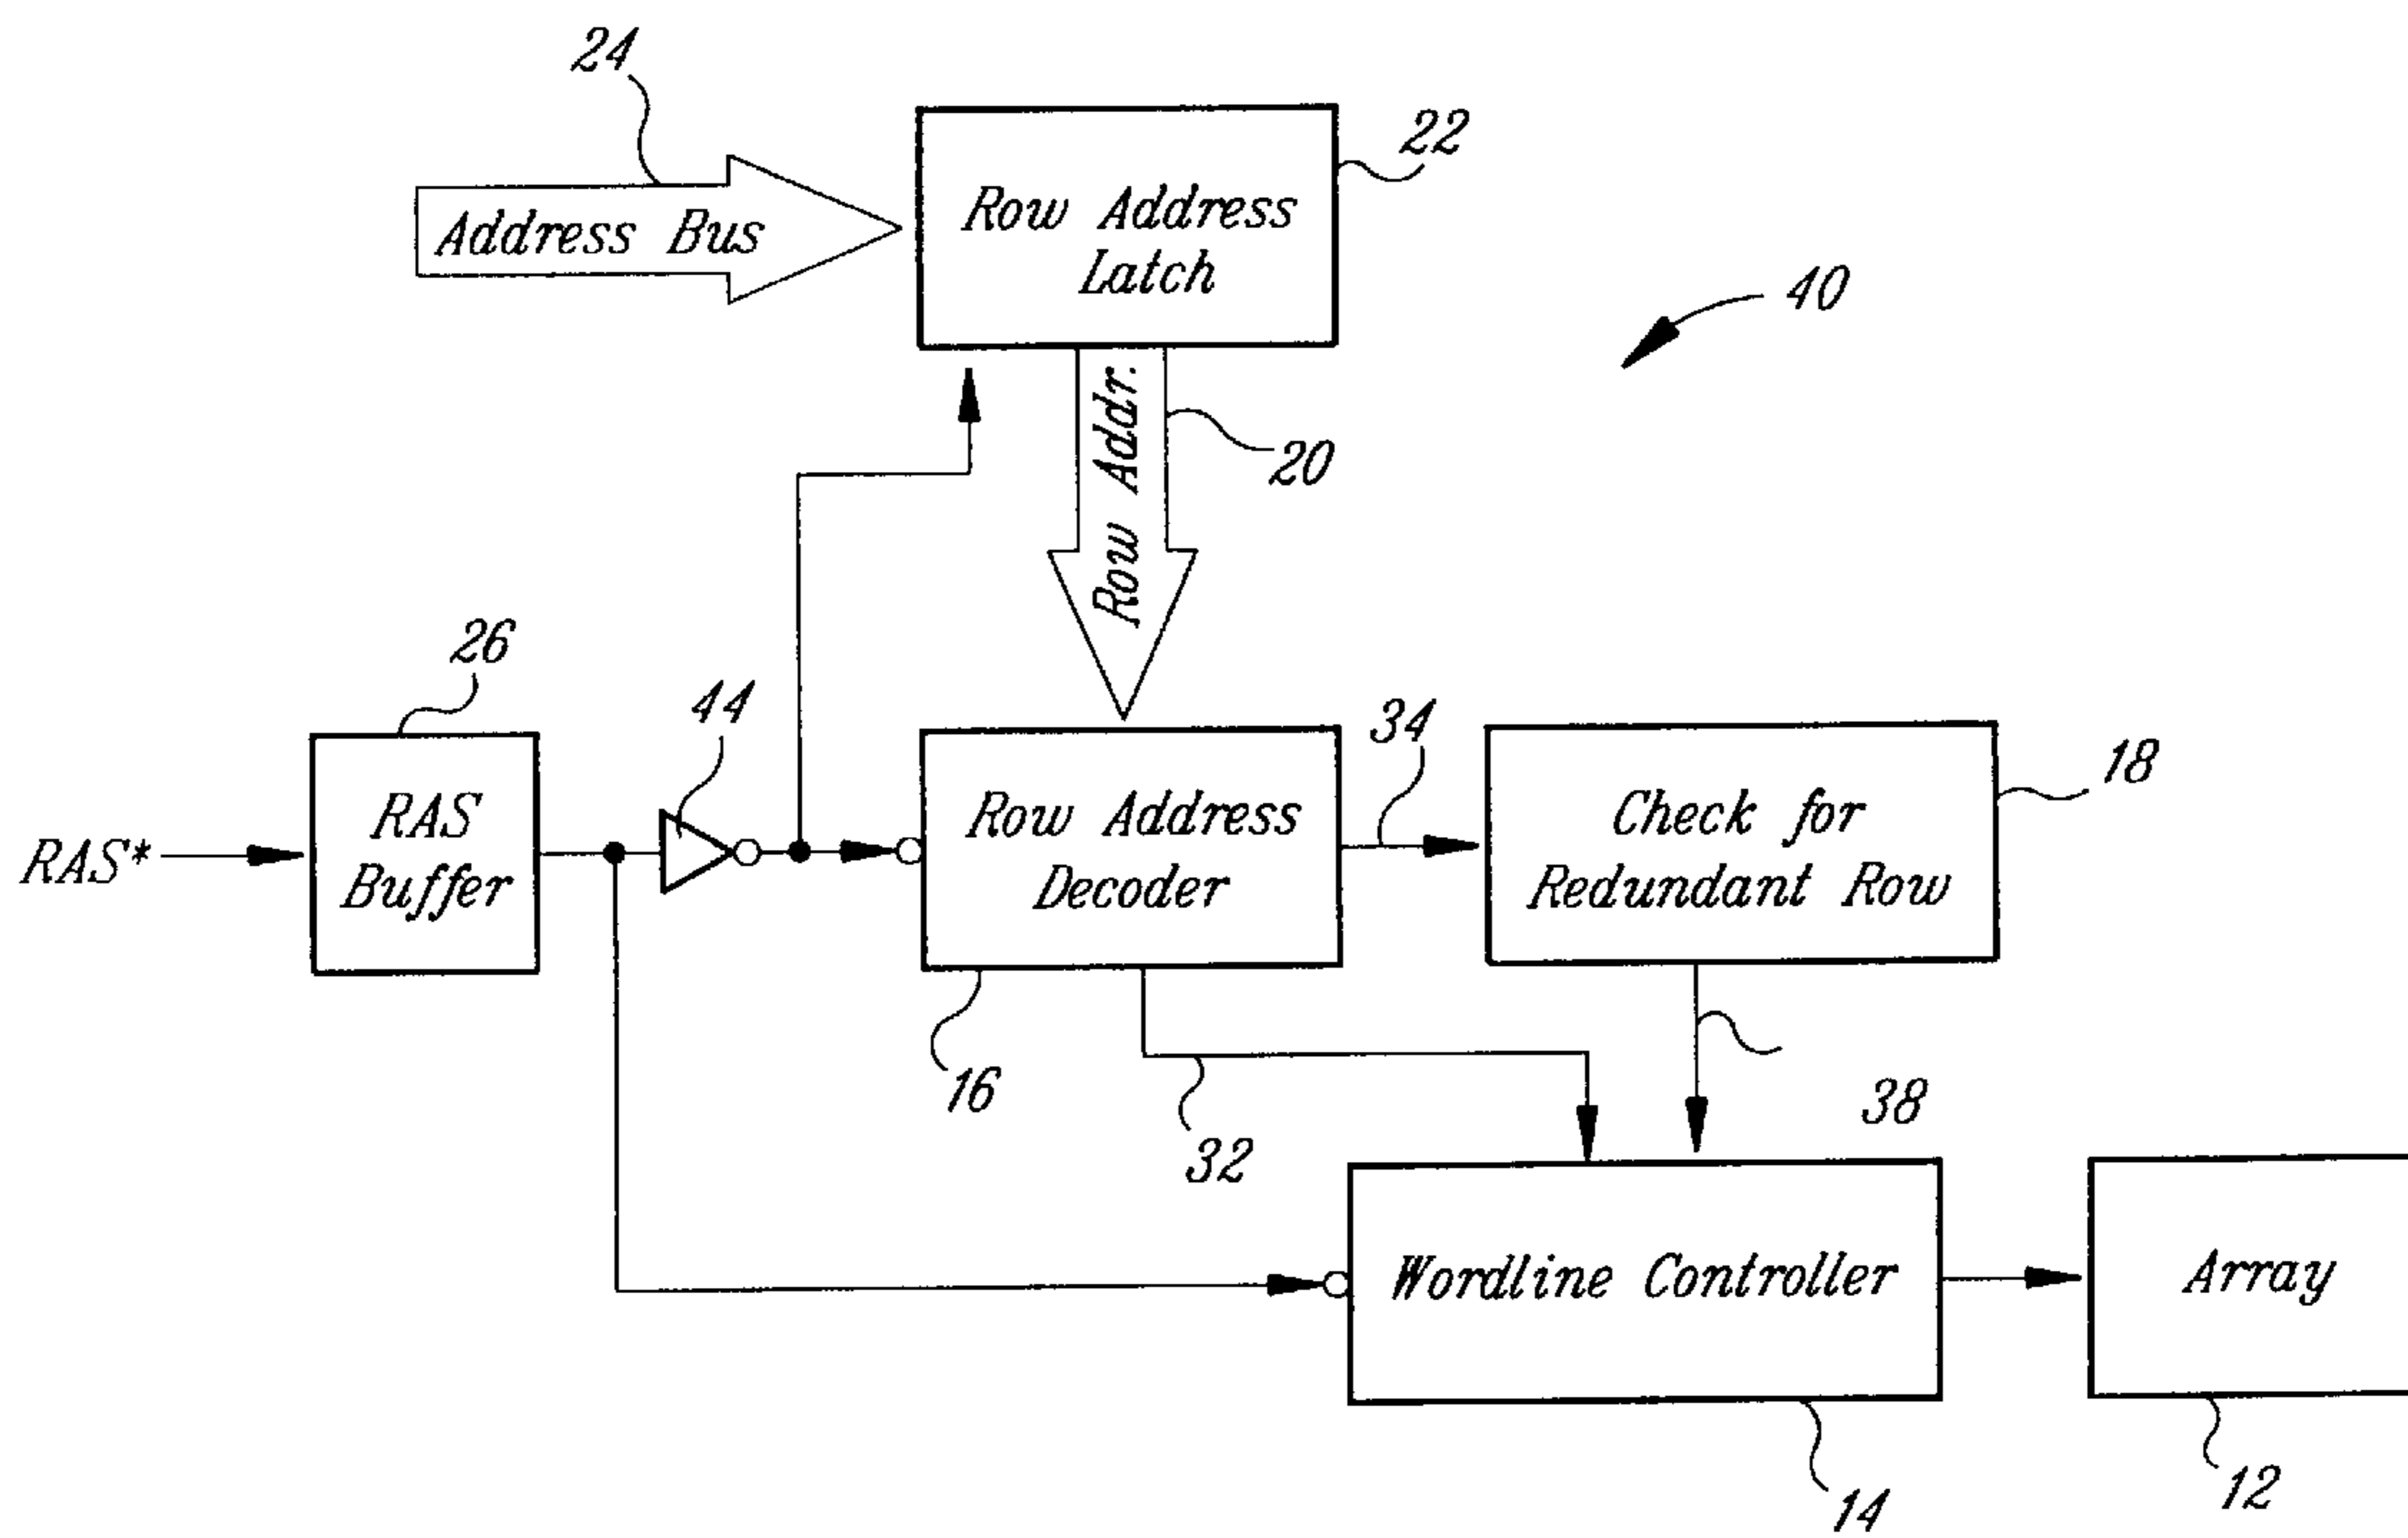 24
Address Bus
Row Address
Latch
22
40
Row Addr.
20
26
44
34
18
RAS*
RAS
Buffer
Row Address
Decoder
Check for
Redundant Row
16
32
38
Wordline Controller
Array
14
12